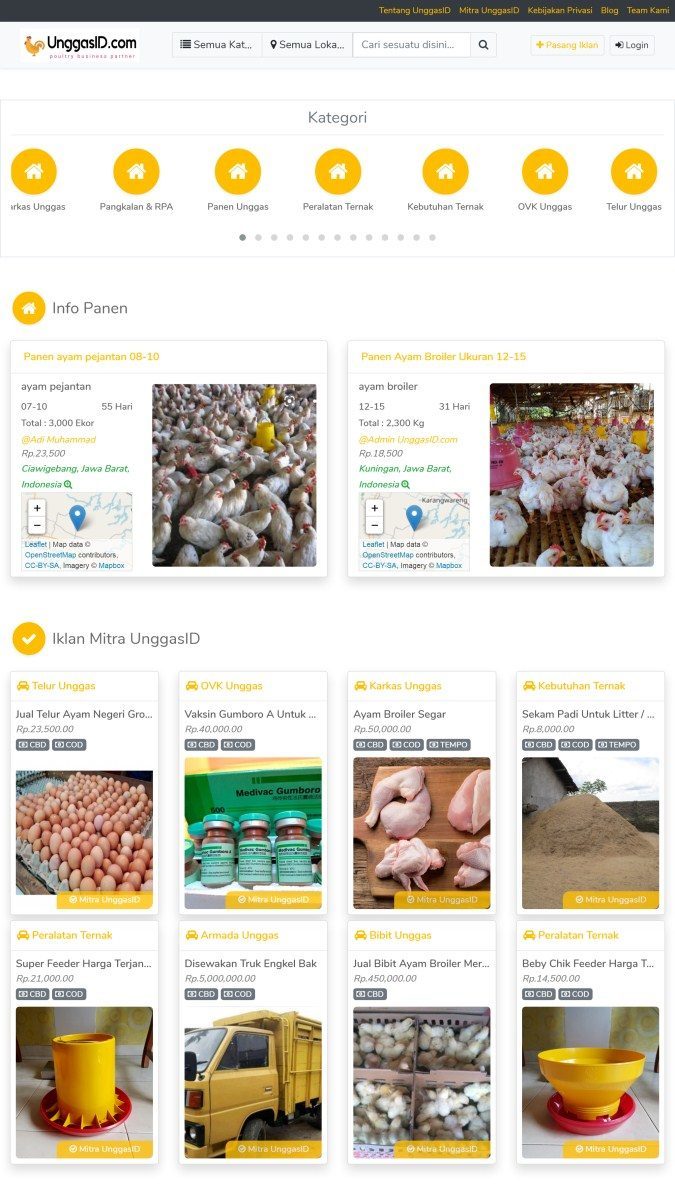 Tentang UnggasID Mitra UnggasID Kebijakan Privasi Blog Team Kami
UnggasID.com
poultry business partner
Semua Kat... Semua Loka... Cari sesuatu disini... Pasang Iklan Login
Kategori
arkas Unggas Pangkalan & RPA Panen Unggas Peralatan Ternak Kebutuhan Ternak OVK Unggas Telur Unggas
Info Panen
Panen ayam pejantan 08-10
ayam pejantan
07-10 55 Hari
Total : 3,000 Ekor
@Adi Muhammad
Rp.23,500
Ciawigebang, Jawa Barat,
Indonesia
+
−
Leaflet | Map data ©
OpenStreetMap contributors,
CC-BY-SA, Imagery © Mapbox
Panen Ayam Broiler Ukuran 12-15
ayam broiler
12-15 31 Hari
Total : 2,300 Kg
@Admin UnggasID.com
Rp.18,500
Kuningan, Jawa Barat,
Indonesia
Karangwareng
+
−
Leaflet | Map data ©
OpenStreetMap contributors,
CC-BY-SA, Imagery © Mapbox
Iklan Mitra UnggasID
Telur Unggas
Jual Telur Ayam Negeri Gro...
Rp.23,500.00
CBD COD
Mitra UnggasID
OVK Unggas
Vaksin Gumboro A Untuk ...
Rp.40,000.00
CBD COD
Medivac Gumboro
500
Mitra UnggasID
Karkas Unggas
Ayam Broiler Segar
Rp.50,000.00
CBD COD TEMPO
Mitra UnggasID
Kebutuhan Ternak
Sekam Padi Untuk Litter / ...
Rp.8,000.00
CBD COD TEMPO
Mitra UnggasID
Peralatan Ternak
Super Feeder Harga Terjan...
Rp.21,000.00
CBD COD
Mitra UnggasID
Armada Unggas
Disewakan Truk Engkel Bak
Rp.5,000,000.00
CBD COD
Mitra UnggasID
Bibit Unggas
Jual Bibit Ayam Broiler Mer...
Rp.450,000.00
CBD
Mitra UnggasID
Peralatan Ternak
Beby Chik Feeder Harga T...
Rp.14,500.00
CBD COD
Mitra UnggasID